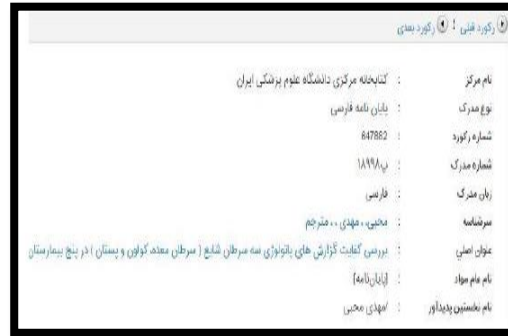 رکورد قبلی رکورد بعدی
نام مرکز : کتابخانه مرکزی دانشگاه علوم پزشکی ایران
نوع مدرک : پایان نامه فارسی
شماره رکورد : 847882
شماره مدرک : پ۱۸۹۹۸
زبان مدرک : فارسی
سرشناسه : محبی، ، مهدی ، ، مترجم
عنوان اصلي : بررسی کفایت گزارش های پاتولوژی سه سرطان شایع ( سرطان معده، کولون و پستان ) در پنج بیمارستان
نام عام مواد : [پایان‌نامه]
نام نخستین پدیدآور : /مهدی محبی